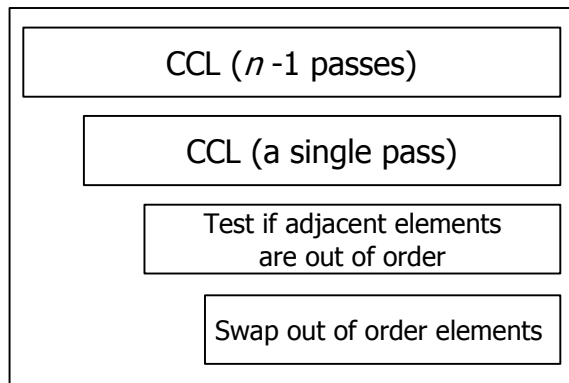 CCL (n -1 passes)
CCL (a single pass)
Test if adjacent elements
are out of order
Swap out of order elements